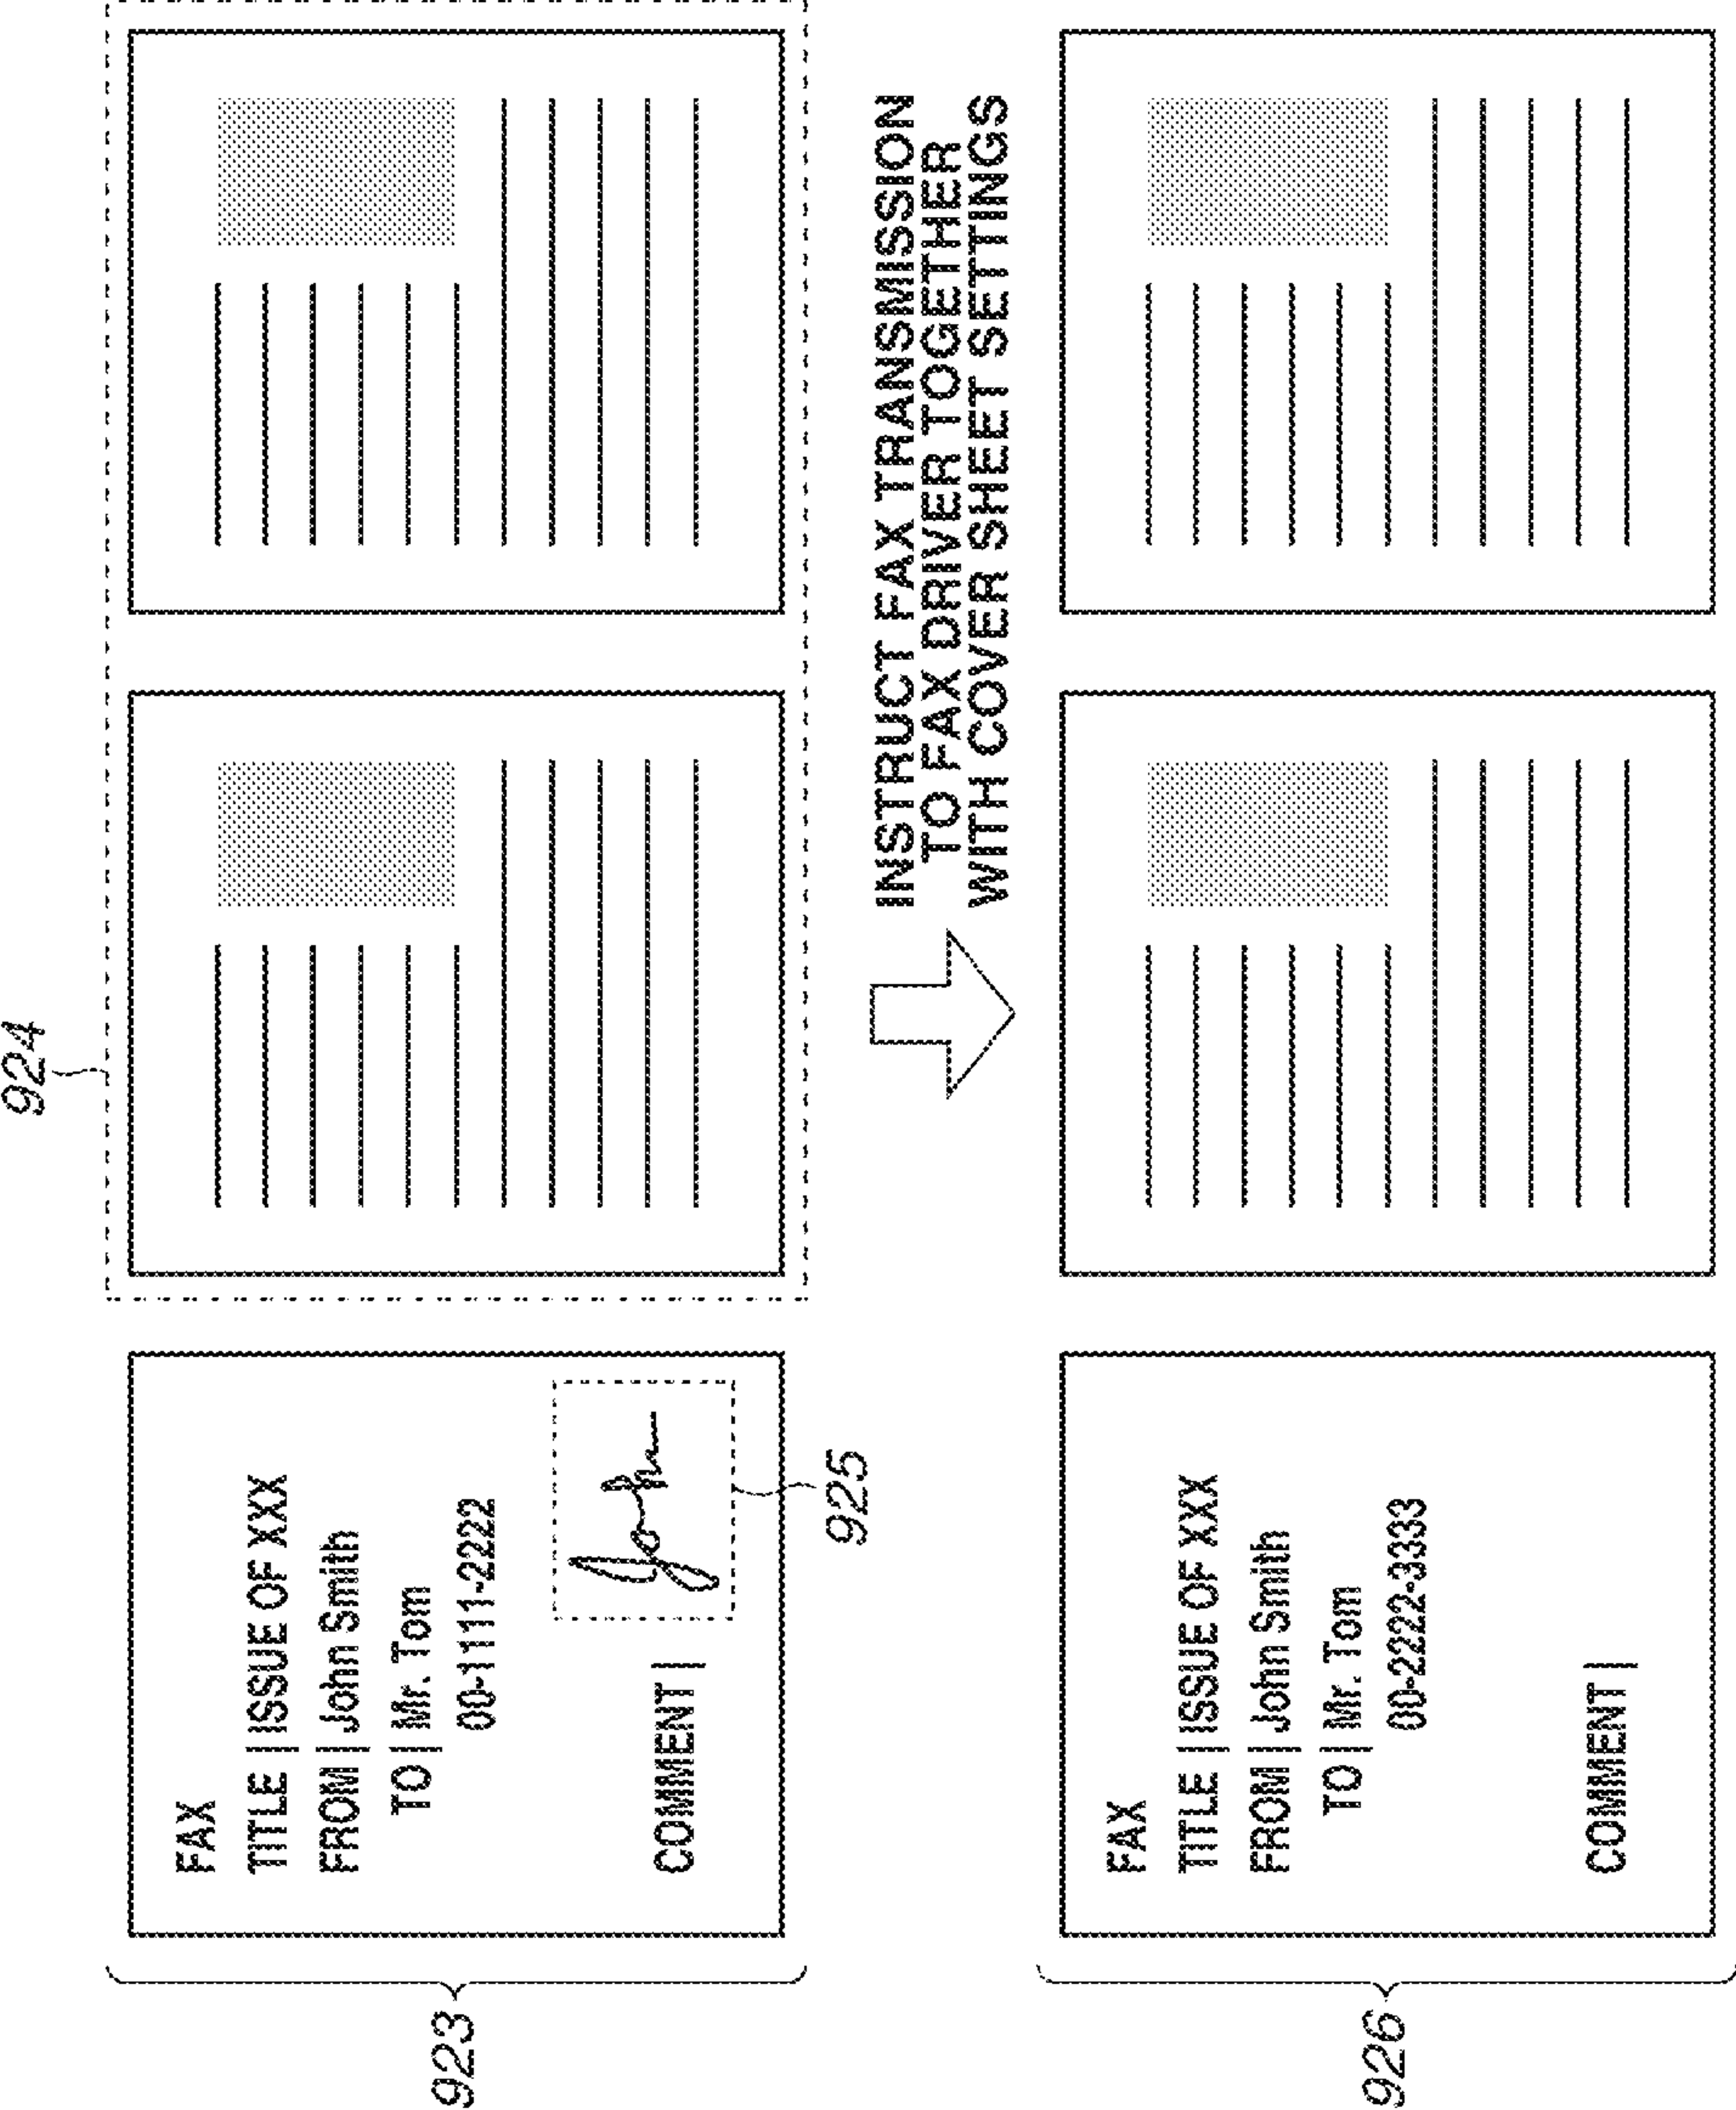 924
923
FAX
TITLE | ISSUE OF XXX
FROM | John Smith
TO | Mr. Tom
00-1111-2222
COMMENT |
John
925
INSTRUCT FAX TRANSMISSION
TO FAX DRIVER TOGETHER
WITH COVER SHEET SETTINGS
926
FAX
TITLE | ISSUE OF XXX
FROM | John Smith
TO | Mr. Tom
00-2222-3333
COMMENT |